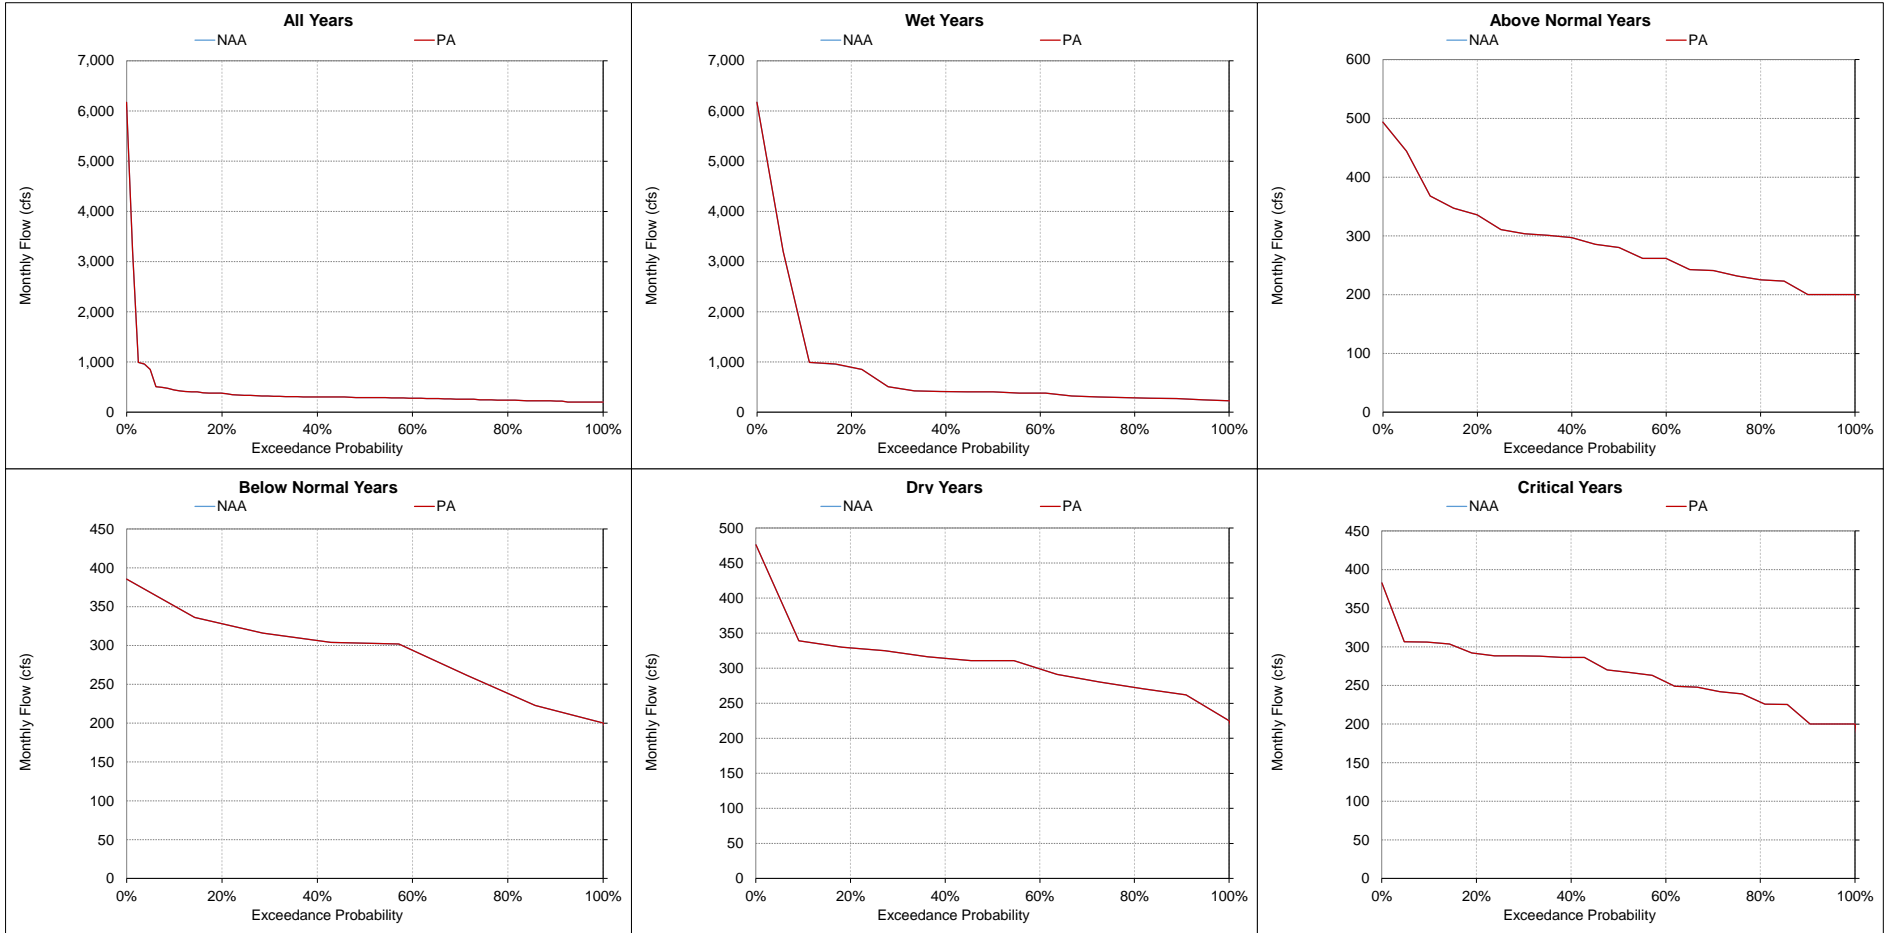 All Years
NAA PA
7,000
6,000
5,000
4,000
3,000
2,000
1,000
0
0% 20% 40% 60% 80% 100%
Exceedance Probability
Monthly Flow (cfs)
Wet Years
NAA PA
7,000
6,000
5,000
4,000
3,000
2,000
1,000
0
0% 20% 40% 60% 80% 100%
Exceedance Probability
Monthly Flow (cfs)
Above Normal Years
NAA PA
600
500
400
300
200
100
0
0% 20% 40% 60% 80% 100%
Exceedance Probability
Monthly Flow (cfs)
Below Normal Years
NAA PA
450
400
350
300
250
200
150
100
50
0
0% 20% 40% 60% 80% 100%
Exceedance Probability
Monthly Flow (cfs)
Dry Years
NAA PA
500
450
400
350
300
250
200
150
100
50
0
0% 20% 40% 60% 80% 100%
Exceedance Probability
Monthly Flow (cfs)
Critical Years
NAA PA
450
400
350
300
250
200
150
100
50
0
0% 20% 40% 60% 80% 100%
Exceedance Probability
Monthly Flow (cfs)